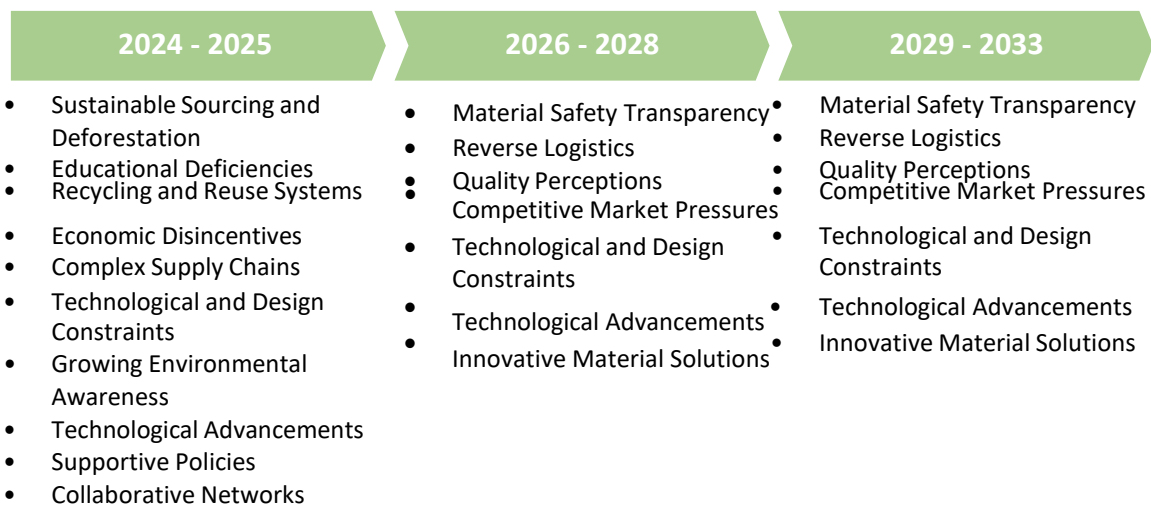 2024 - 2025
2026 - 2028
2029 - 2033
• Sustainable Sourcing and
Deforestation
• Educational Deficiencies
• Recycling and Reuse Systems
• Economic Disincentives
• Complex Supply Chains
• Technological and Design
Constraints
• Growing Environmental
Awareness
• Technological Advancements
• Supportive Policies
• Collaborative Networks
• Material Safety Transparency
• Reverse Logistics
• Quality Perceptions
• Competitive Market Pressures
• Technological and Design
Constraints
• Technological Advancements
• Innovative Material Solutions
• Material Safety Transparency
• Reverse Logistics
• Quality Perceptions
• Competitive Market Pressures
• Technological and Design
Constraints
• Technological Advancements
• Innovative Material Solutions